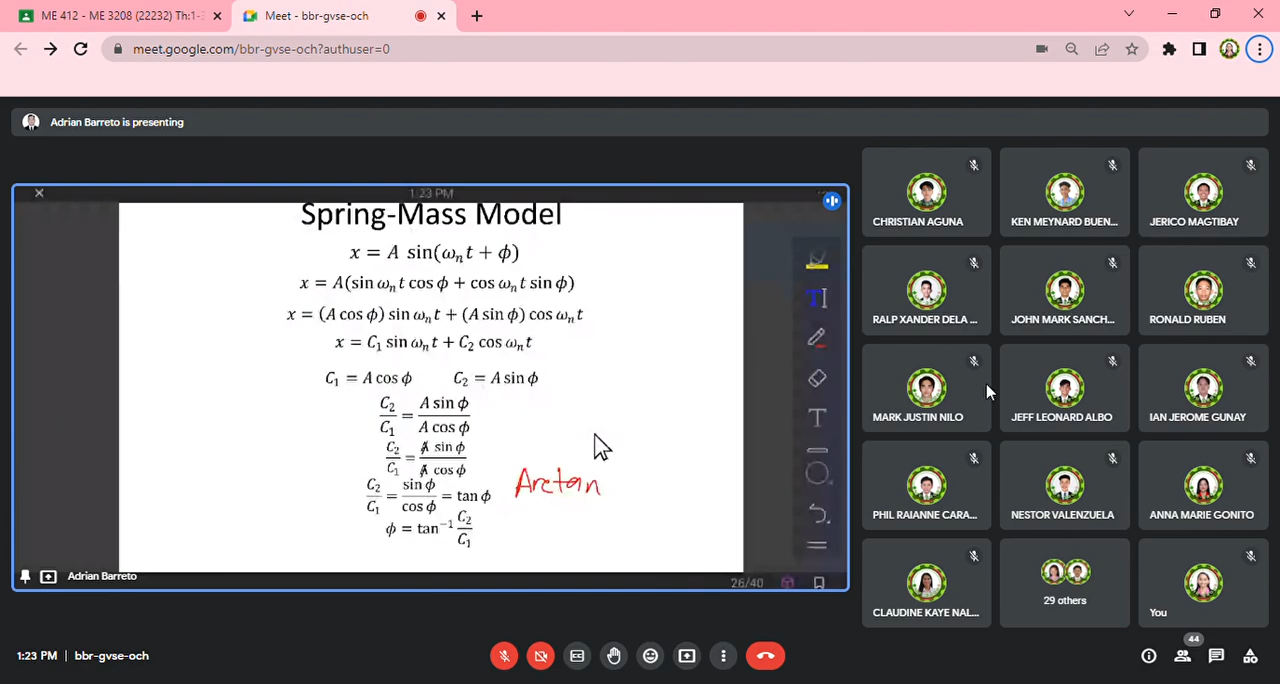 ME 412 - ME 3208 (22232) Th:1-3
Meet - bbr-gvse-och
meet.google.com/bbr-gvse-och?authuser=0
Adrian Barreto is presenting
1:23 PM
Spring-Mass Model
x = A sin(ωₙt + ϕ)
x = A(sin ωₙt cos ϕ + cos ωₙt sin ϕ)
x = (A cos ϕ) sin ωₙt + (A sin ϕ) cos ωₙt
x = C₁ sin ωₙt + C₂ cos ωₙt
C₁ = A cos ϕ C₂ = A sin ϕ
C₂/C₁ = A sin ϕ/A cos ϕ
C₂/C₁ = A sin ϕ/A cos ϕ
C₂/C₁ = sin ϕ/cos ϕ = tan ϕ
Arctan
ϕ = tan⁻¹ C₂/C₁
Adrian Barreto
26/40
CHRISTIAN AGUNA
KEN MEYNARD BUEN...
JERICO MAGTIBAY
RALP XANDER DELA ...
JOHN MARK SANCH...
RONALD RUBEN
MARK JUSTIN NILO
JEFF LEONARD ALBO
IAN JEROME GUNAY
PHIL RAIANNE CARA...
NESTOR VALENZUELA
ANNA MARIE GONITO
CLAUDINE KAYE NAL...
29 others
You
1:23 PM | bbr-gvse-och
44